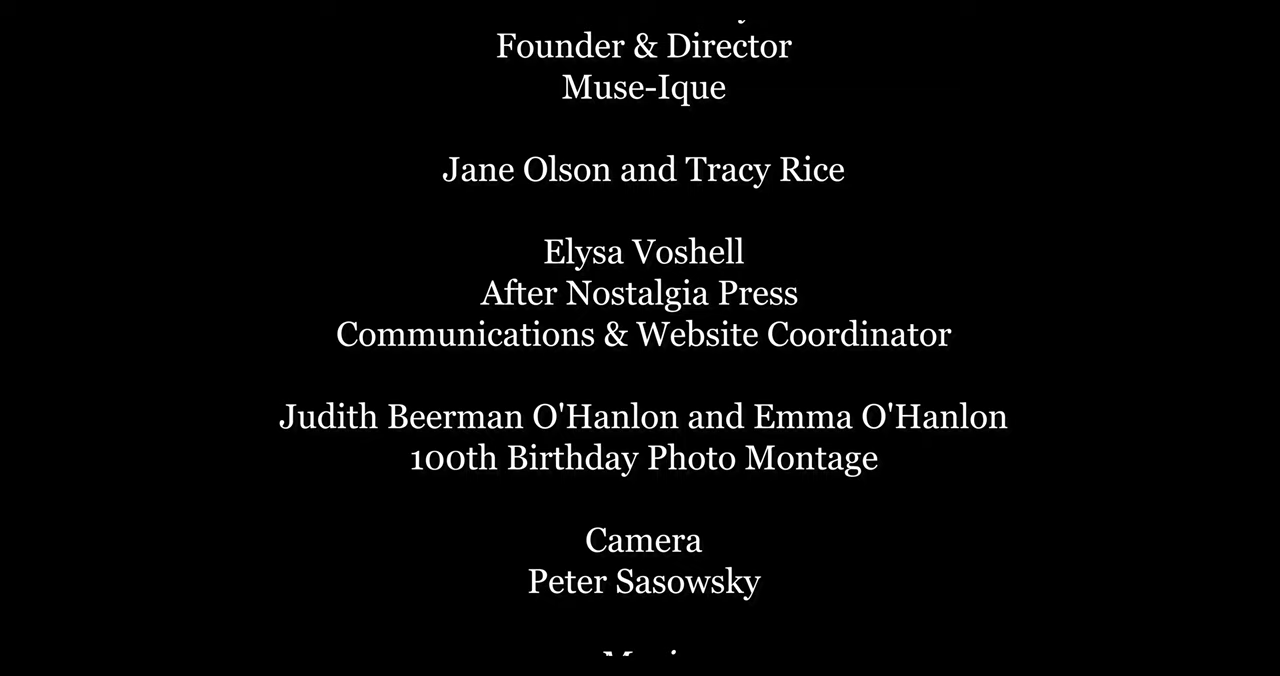 Founder & Director
Muse-Ique
Jane Olson and Tracy Rice
Elysa Voshell
After Nostalgia Press
Communications & Website Coordinator
Judith Beerman O'Hanlon and Emma O'Hanlon
100th Birthday Photo Montage
Camera
Peter Sasowsky